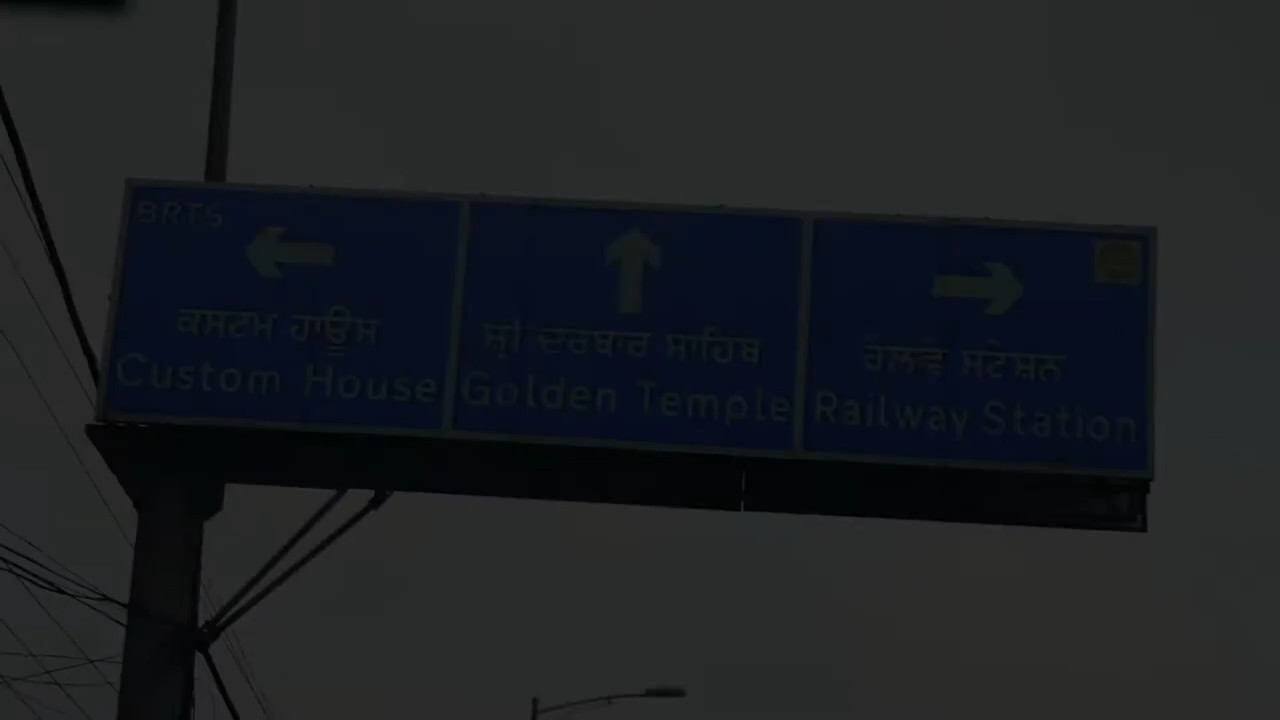 BRTS
ਕਸਟਮ ਹਾਊਸ
Custom House
ਸ੍ਰੀ ਦਰਬਾਰ ਸਾਹਿਬ
Golden Temple
ਰੇਲਵੇ ਸਟੇਸ਼ਨ
Railway Station